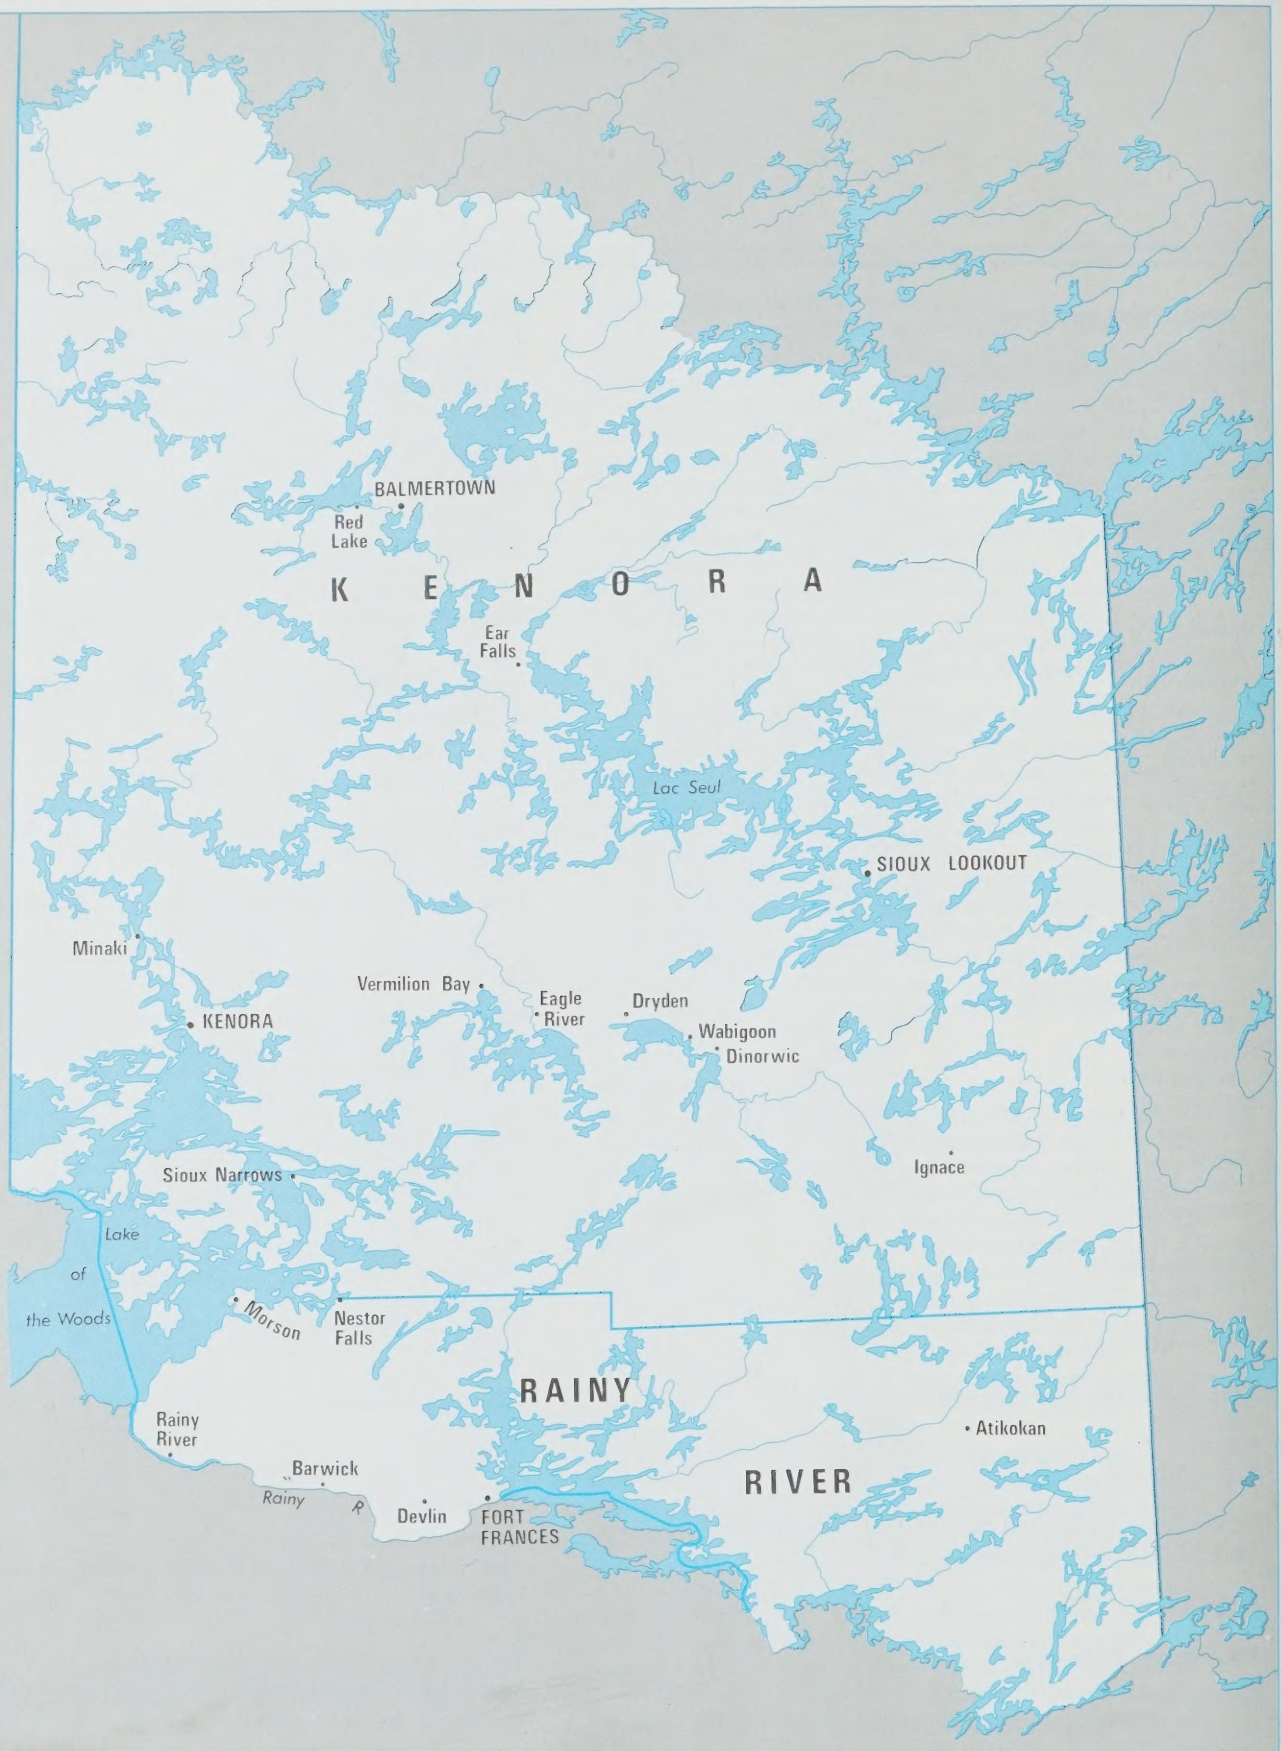 BALMERTOWN
Red
Lake
K E N O R A
Ear
Falls
Lac Seul
SIOUX LOOKOUT
Minaki
Vermilion Bay
Eagle
River
Dryden
KENORA
Wabigoon
Dinorwic
Sioux Narrows
Ignace
Lake
of
the Woods
Morson
Nestor
Falls
RAINY
Rainy
River
Atikokan
Barwick
RIVER
Rainy R
Devlin
FORT
FRANCES